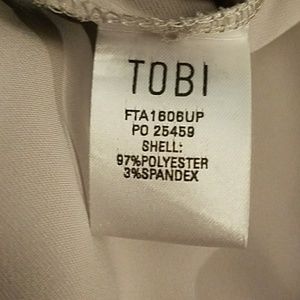 TOBI
FTA1606UP
PO 25459
SHELL:
97%POLYESTER
3%SPANDEX